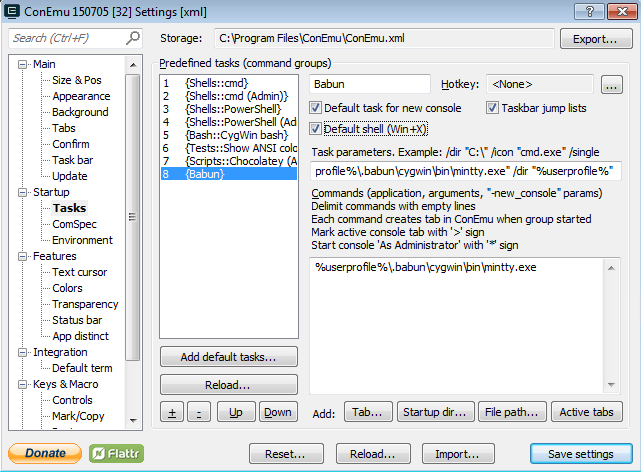 ConEmu 150705 [32] Settings [xml]
Search (Ctrl+F)
Storage:
C:\Program Files\ConEmu\ConEmu.xml
Export...
Main
Size & Pos
Appearance
Background
Tabs
Confirm
Task bar
Update
Startup
Tasks
ComSpec
Environment
Features
Text cursor
Colors
Transparency
Status bar
App distinct
Integration
Default term
Keys & Macro
Controls
Mark/Copy
Predefined tasks (command groups)
1 {Shells::cmd}
2 {Shells::cmd (Admin)}
3 {Shells::PowerShell}
4 {Shells::PowerShell (Ad
5 {Bash::CygWin bash}
6 {Tests::Show ANSI colo
7 {Scripts::Chocolatey (A
8 {Babun}
Add default tasks...
Reload...
+
-
Up
Down
Babun
Hotkey:
<None>
...
Default task for new console
Taskbar jump lists
Default shell (Win+X)
Task parameters. Example: /dir "C:\" /icon "cmd.exe" /single
profile%\.babun\cygwin\bin\mintty.exe" /dir "%userprofile%"
Commands (application, arguments, "-new_console" params)
Delimit commands with empty lines
Each command creates tab in ConEmu when group started
Mark active console tab with '>' sign
Start console 'As Administrator' with '*' sign
%userprofile%\.babun\cygwin\bin\mintty.exe
Add:
Tab...
Startup dir...
File path...
Active tabs
Donate
Flattr
Reset...
Reload...
Import...
Save settings